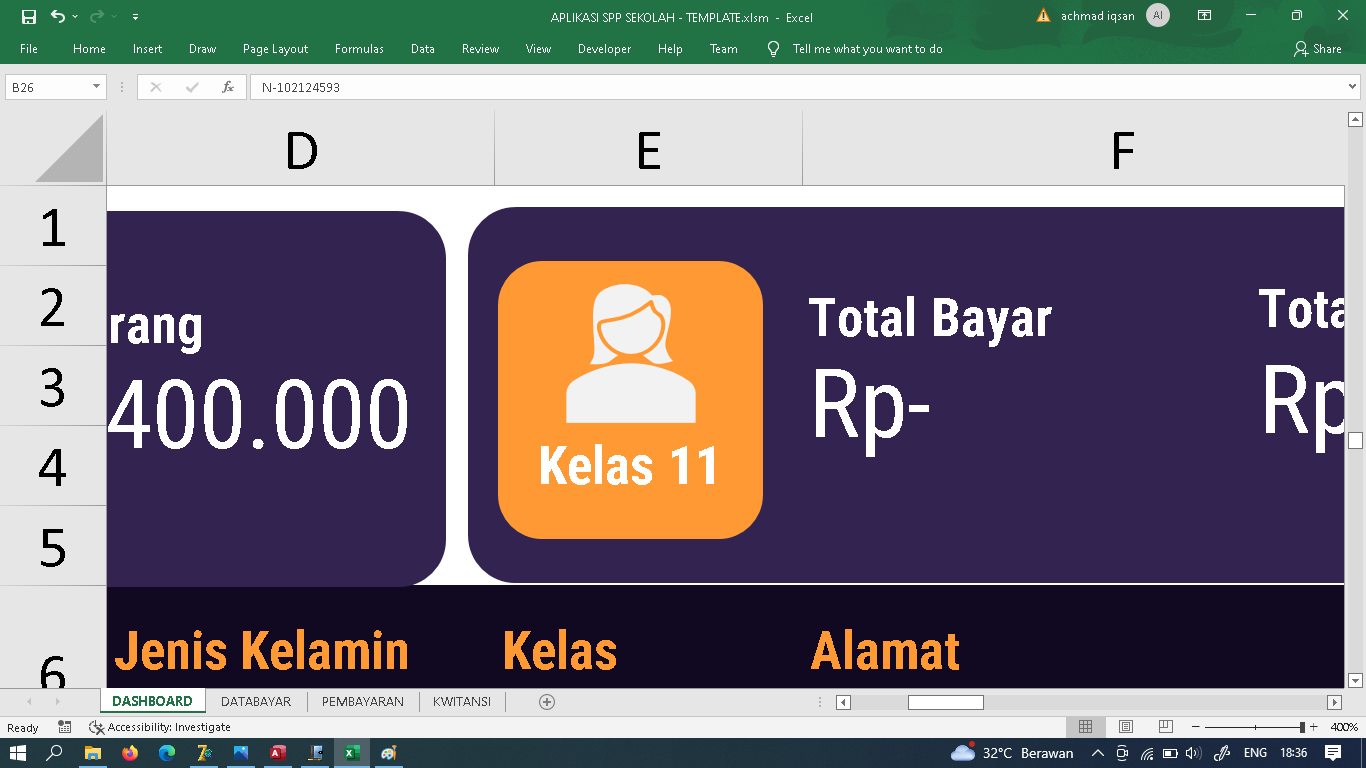 APLIKASI SPP SEKOLAH - TEMPLATE.xlsm - Excel
achmad iqsan
AI
File Home Insert Draw Page Layout Formulas Data Review View Developer Help Team Tell me what you want to do Share
B26 fx N-102124593
D E F
1
2
3
4
5
6
rang
400.000
Kelas 11
Total Bayar
Rp-
Tota
Rp
Jenis Kelamin Kelas Alamat
DASHBOARD DATABAYAR PEMBAYARAN KWITANSI
Ready Accessibility: Investigate 400%
32°C Berawan ENG 18:36